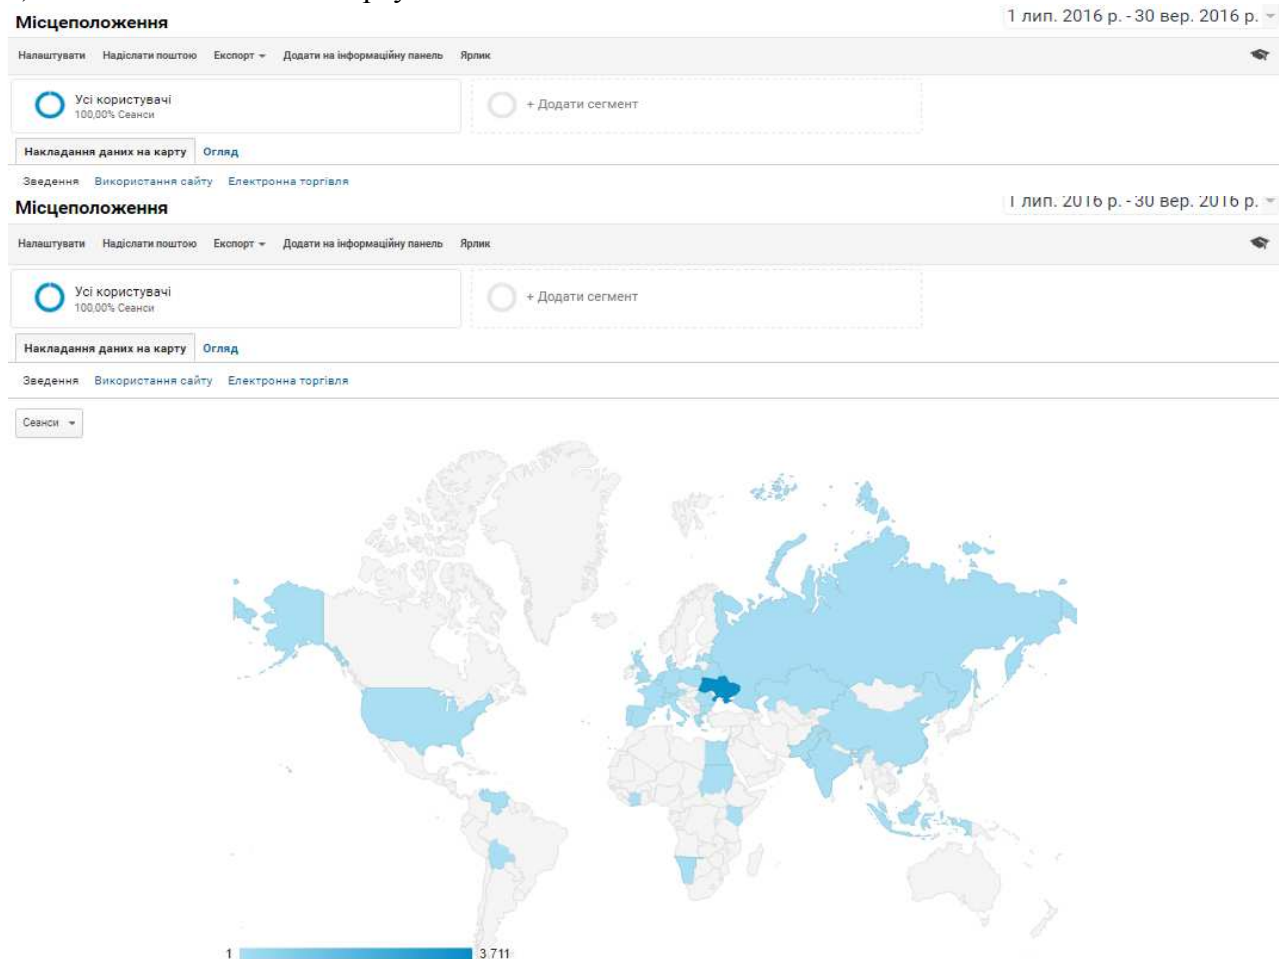 Місцеположення
1 лип. 2016 р. - 30 вер. 2016 р.
Налаштувати Надіслати поштою Експорт Додати на інформаційну панель Ярлик
Усі користувачі
100,00% Сеанси
+ Додати сегмент
Накладання даних на карту Огляд
Зведення Використання сайту Електронна торгівля
Місцеположення
1 лип. 2016 р. - 30 вер. 2016 р.
Налаштувати Надіслати поштою Експорт Додати на інформаційну панель Ярлик
Усі користувачі
100,00% Сеанси
+ Додати сегмент
Накладання даних на карту Огляд
Зведення Використання сайту Електронна торгівля
Сеанси
1 3.711